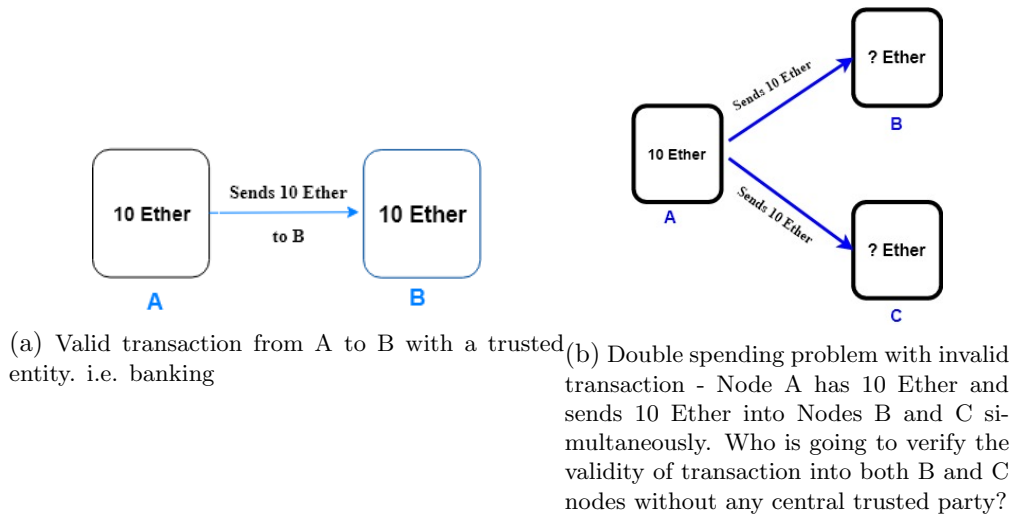 10 Ether
Sends 10 Ether
to B
10 Ether
A
B
(a) Valid transaction from A to B with a trusted
entity. i.e. banking
10 Ether
A
Sends 10 Ether
? Ether
B
Sends 10 Ether
? Ether
C
(b) Double spending problem with invalid
transaction - Node A has 10 Ether and
sends 10 Ether into Nodes B and C si-
multaneously. Who is going to verify the
validity of transaction into both B and C
nodes without any central trusted party?